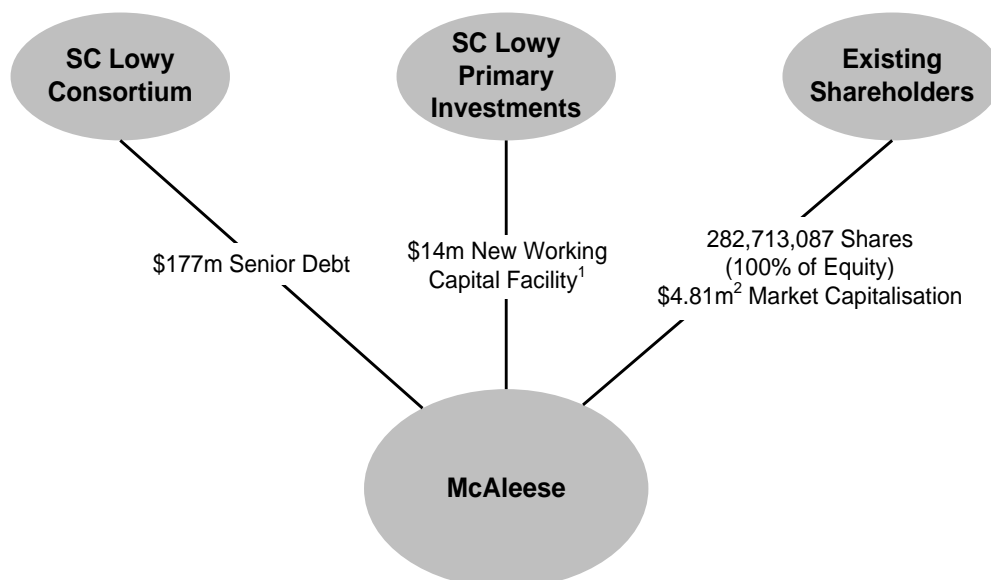 SC Lowy
Consortium
SC Lowy
Primary
Investments
Existing
Shareholders
$177m Senior Debt
$14m New Working
Capital Facility¹
282,713,087 Shares
(100% of Equity)
$4.81m² Market Capitalisation
McAleese